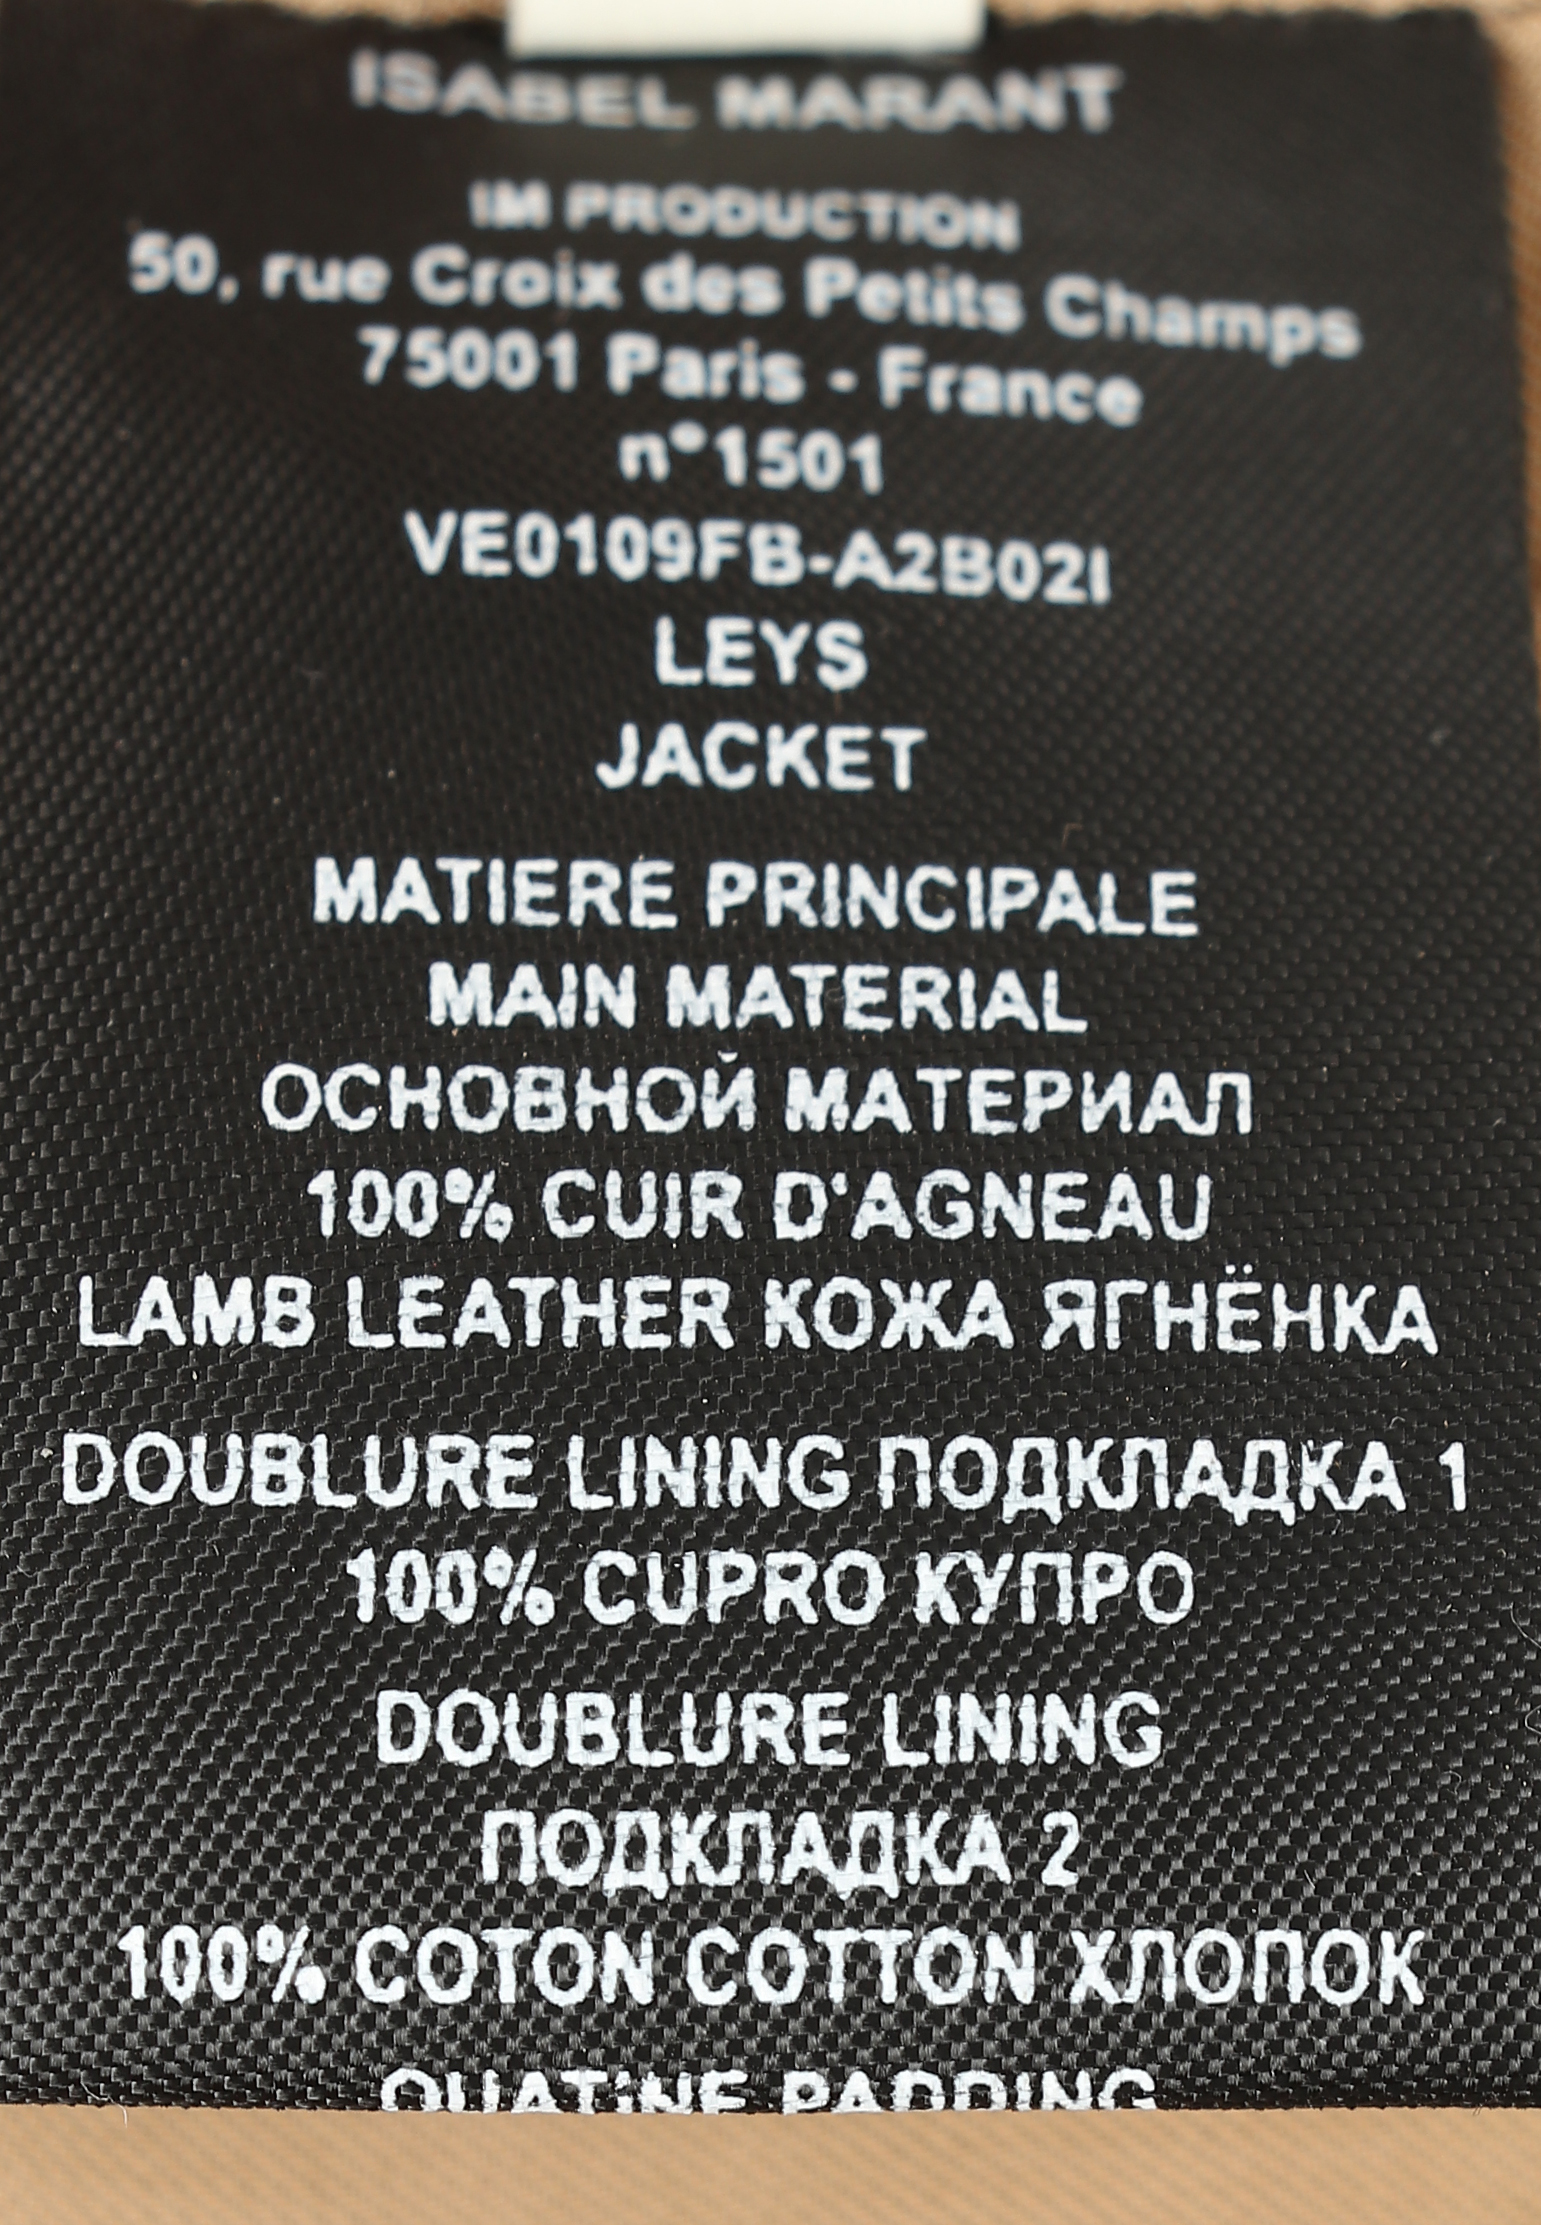 ISABEL MARANT
IM PRODUCTION
50, rue Croix des Petits Champs
75001 Paris - France
n°1501
VE0109FB-A2B02I
LEYS
JACKET
MATIERE PRINCIPALE
MAIN MATERIAL
ОСНОВНОЙ МАТЕРИАЛ
100% CUIR D'AGNEAU
LAMB LEATHER КОЖА ЯГНЁНКА
DOUBLURE LINING ПОДКЛАДКА 1
100% CUPRO КУПРО
DOUBLURE LINING
ПОДКЛАДКА 2
100% COTON COTTON ХЛОПОК
OUATINE PADDING